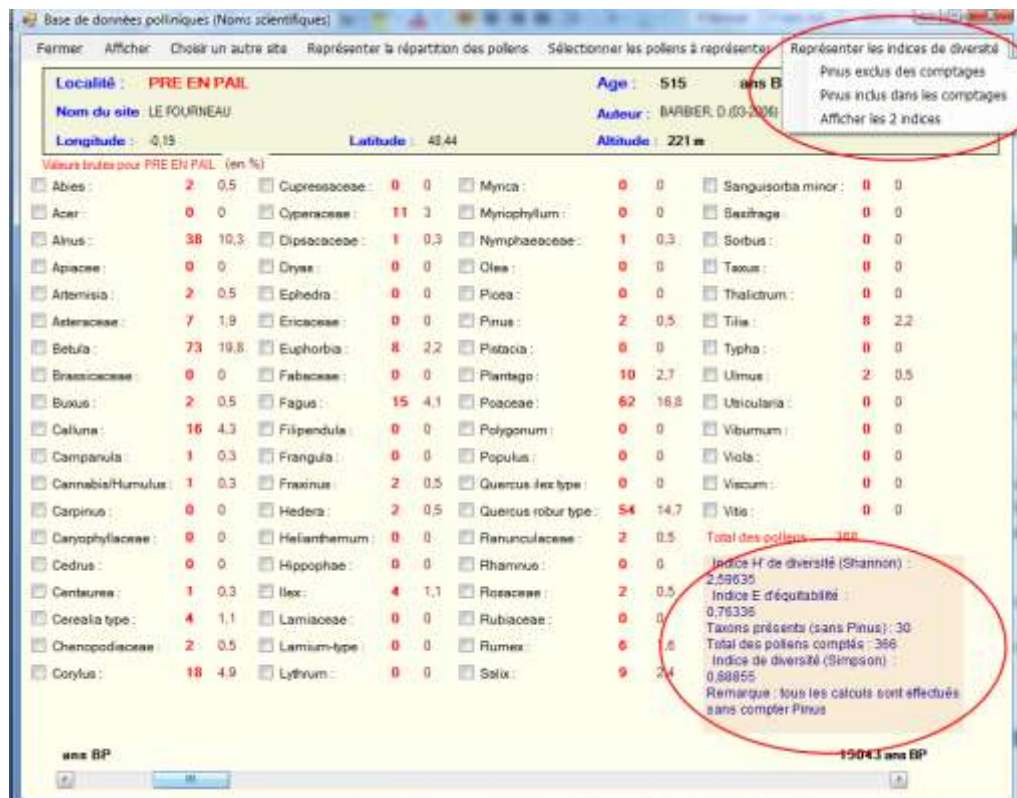 Base de données polliniques (Noms scientifiques)
Fermer Afficher Choisir un autre site Représenter la répartition des pollens Sélectionner les pollens à représenter Représenter les indices de diversité
Pinus exclus des comptages
Pinus inclus dans les comptages
Afficher les 2 indices
Localité : PRE EN PAIL Age : 515 ans B
Nom du site LE FOURNEAU Auteur : BARBIER, D.(03-2006)
Longitude : -0,19 Latitude : 48,44 Altitude : 221 m
Valeurs brutes pour PRE EN PAIL (en %)
Abies : 2 0,5 Cupressaceae : 0 0 Myrica : 0 0 Sanguisorba minor : 0 0
Acer : 0 0 Cyperaceae : 11 3 Myriophyllum : 0 0 Saxifraga : 0 0
Alnus : 38 10,3 Dipsacaceae : 1 0,3 Nymphaeaceae : 1 0,3 Sorbus : 0 0
Apiacee : 0 0 Dryas : 0 0 Olea : 0 0 Taxus : 0 0
Artemisia : 2 0,5 Ephedra : 0 0 Picea : 0 0 Thalictrum : 0 0
Asteraceae : 7 1,9 Ericaceae : 0 0 Pinus : 2 0,5 Tilia : 8 2,2
Betula : 73 19,8 Euphorbia : 8 2,2 Pistacia : 0 0 Typha : 0 0
Brassicaceae : 0 0 Fabaceae : 0 0 Plantago : 10 2,7 Ulmus : 2 0,5
Buxus : 2 0,5 Fagus : 15 4,1 Poaceae : 62 16,8 Utricularia : 0 0
Calluna : 16 4,3 Filipendula : 0 0 Polygonum : 0 0 Viburnum : 0 0
Campanula : 1 0,3 Frangula : 0 0 Populus : 0 0 Viola : 0 0
Cannabis/Humulus : 1 0,3 Fraxinus : 2 0,5 Quercus ilex type : 0 0 Viscum : 0 0
Carpinus : 0 0 Hedera : 2 0,5 Quercus robur type : 54 14,7 Vitis : 0 0
Caryophyllaceae : 0 0 Helianthemum : 0 0 Ranunculaceae : 2 0,5 Total des pollens : 368
Cedrus : 0 0 Hippophae : 0 0 Rhamnus : 0 0
Centaurea : 1 0,3 Ilex : 4 1,1 Rosaceae : 2 0,5
Cerealia type : 4 1,1 Lamiaceae : 0 0 Rubiaceae : 0 0
Chenopodiaceae : 2 0,5 Lamium-type 0 0 Rumex : 6 1,6
Corylus : 18 4,9 Lythrum : 0 0 Salix : 9 2,4
Indice H' de diversité (Shannon) :
2,59635
Indice E d'équitabilité :
0,76336
Taxons présents (sans Pinus) : 30
Total des pollens comptés : 366
Indice de diversité (Simpson) :
0,88855
Remarque : tous les calculs sont effectués
sans compter Pinus
ans BP 15043 ans BP